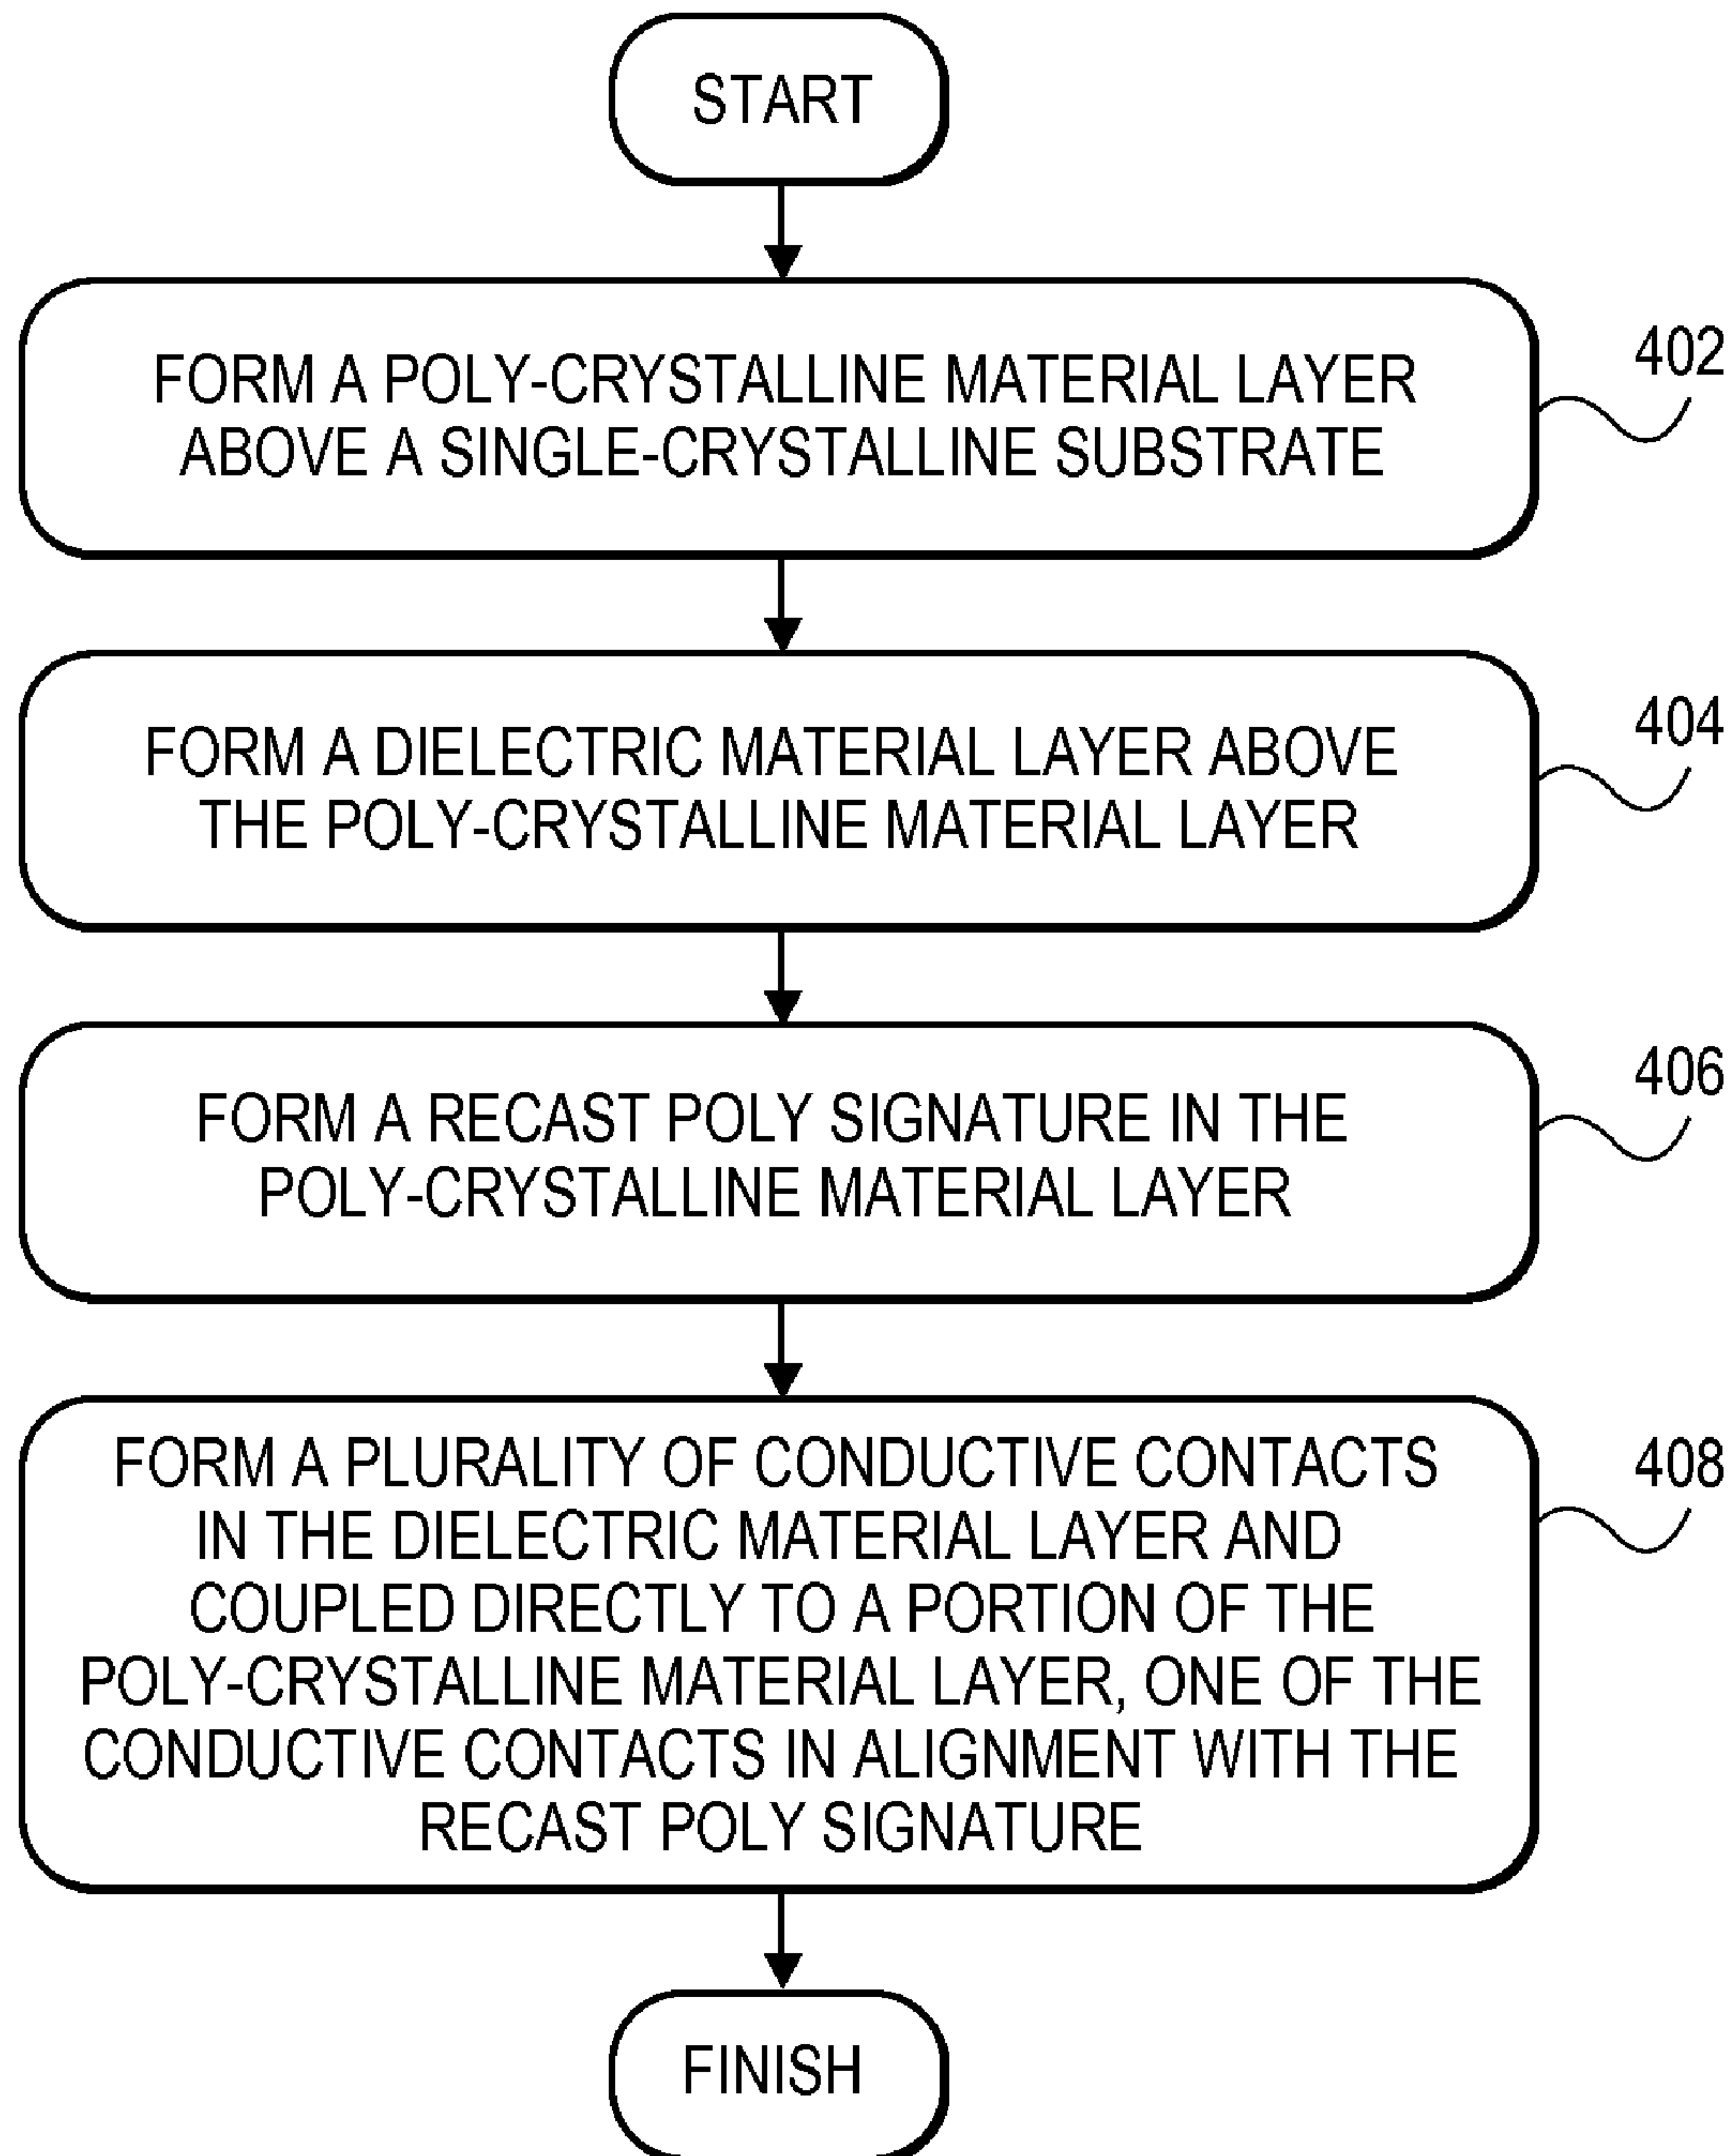 START
FORM A POLY-CRYSTALLINE MATERIAL LAYER
ABOVE A SINGLE-CRYSTALLINE SUBSTRATE
402
FORM A DIELECTRIC MATERIAL LAYER ABOVE
THE POLY-CRYSTALLINE MATERIAL LAYER
404
FORM A RECAST POLY SIGNATURE IN THE
POLY-CRYSTALLINE MATERIAL LAYER
406
FORM A PLURALITY OF CONDUCTIVE CONTACTS
IN THE DIELECTRIC MATERIAL LAYER AND
COUPLED DIRECTLY TO A PORTION OF THE
POLY-CRYSTALLINE MATERIAL LAYER, ONE OF THE
CONDUCTIVE CONTACTS IN ALIGNMENT WITH THE
RECAST POLY SIGNATURE
408
FINISH